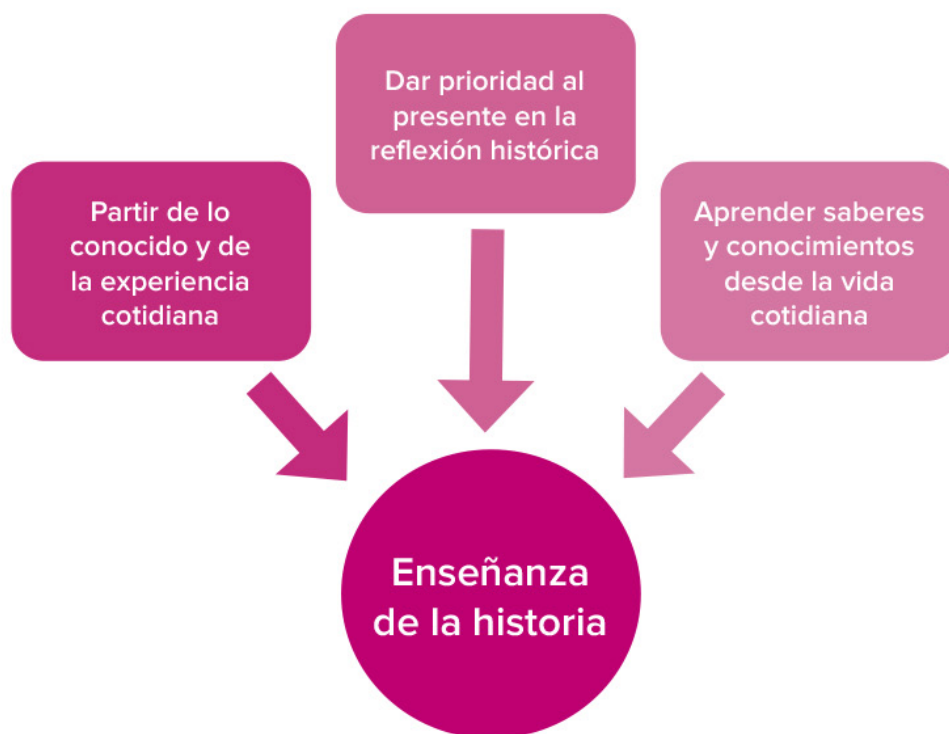 Dar prioridad al
presente en la
reflexión histórica
Partir de lo
conocido y de
la experiencia
cotidiana
Aprender saberes
y conocimientos
desde la vida
cotidiana
Enseñanza
de la historia